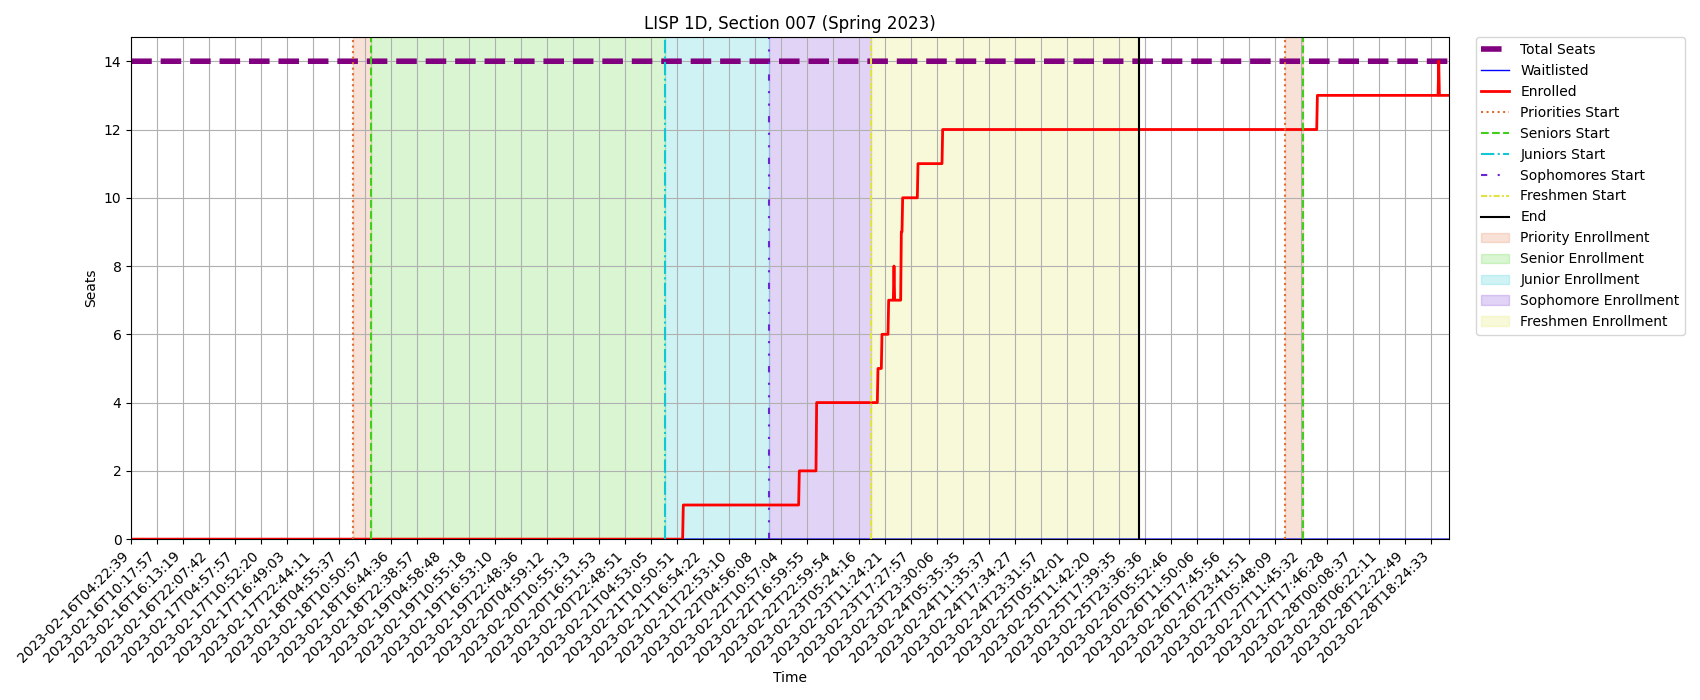 LISP 1D, Section 007 (Spring 2023)
Seats
14
12
10
8
6
4
2
0
2023-02-16T04:22:39
2023-02-16T10:17:57
2023-02-16T16:13:19
2023-02-16T22:07:42
2023-02-17T04:57:57
2023-02-17T10:52:20
2023-02-17T16:49:03
2023-02-17T22:44:11
2023-02-18T04:55:37
2023-02-18T10:50:57
2023-02-18T16:44:36
2023-02-18T22:38:57
2023-02-19T04:58:48
2023-02-19T10:55:18
2023-02-19T16:53:10
2023-02-19T22:48:36
2023-02-20T04:59:12
2023-02-20T10:55:13
2023-02-20T16:51:53
2023-02-20T22:48:51
2023-02-21T04:53:05
2023-02-21T10:50:51
2023-02-21T16:54:22
2023-02-21T22:53:10
2023-02-22T04:56:08
2023-02-22T10:57:04
2023-02-22T16:59:55
2023-02-22T22:59:54
2023-02-23T05:24:16
2023-02-23T11:24:21
2023-02-23T17:27:57
2023-02-23T23:30:06
2023-02-24T05:35:35
2023-02-24T11:35:37
2023-02-24T17:34:27
2023-02-24T23:31:57
2023-02-25T05:42:01
2023-02-25T11:42:20
2023-02-25T17:39:35
2023-02-25T23:36:36
2023-02-26T05:52:46
2023-02-26T11:50:06
2023-02-26T17:45:56
2023-02-26T23:41:51
2023-02-27T05:48:09
2023-02-27T11:45:32
2023-02-27T17:46:28
2023-02-28T00:08:37
2023-02-28T06:22:11
2023-02-28T12:22:49
2023-02-28T18:24:33
Time
Total Seats
Waitlisted
Enrolled
Priorities Start
Seniors Start
Juniors Start
Sophomores Start
Freshmen Start
End
Priority Enrollment
Senior Enrollment
Junior Enrollment
Sophomore Enrollment
Freshmen Enrollment